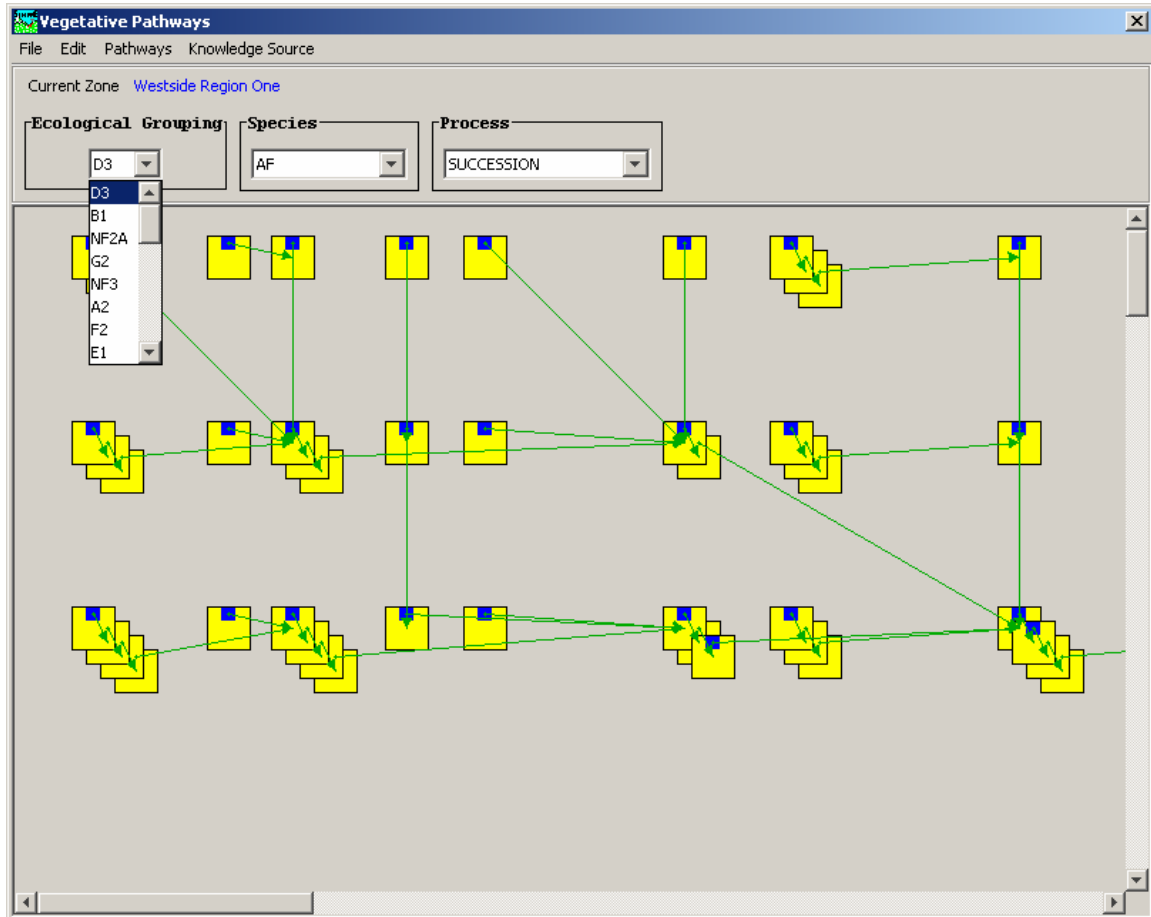 Vegetative Pathways
File Edit Pathways Knowledge Source
Current Zone Westside Region One
Ecological Grouping Species Process
D3 AF SUCCESSION
D3
B1
NF2A
G2
NF3
A2
F2
E1